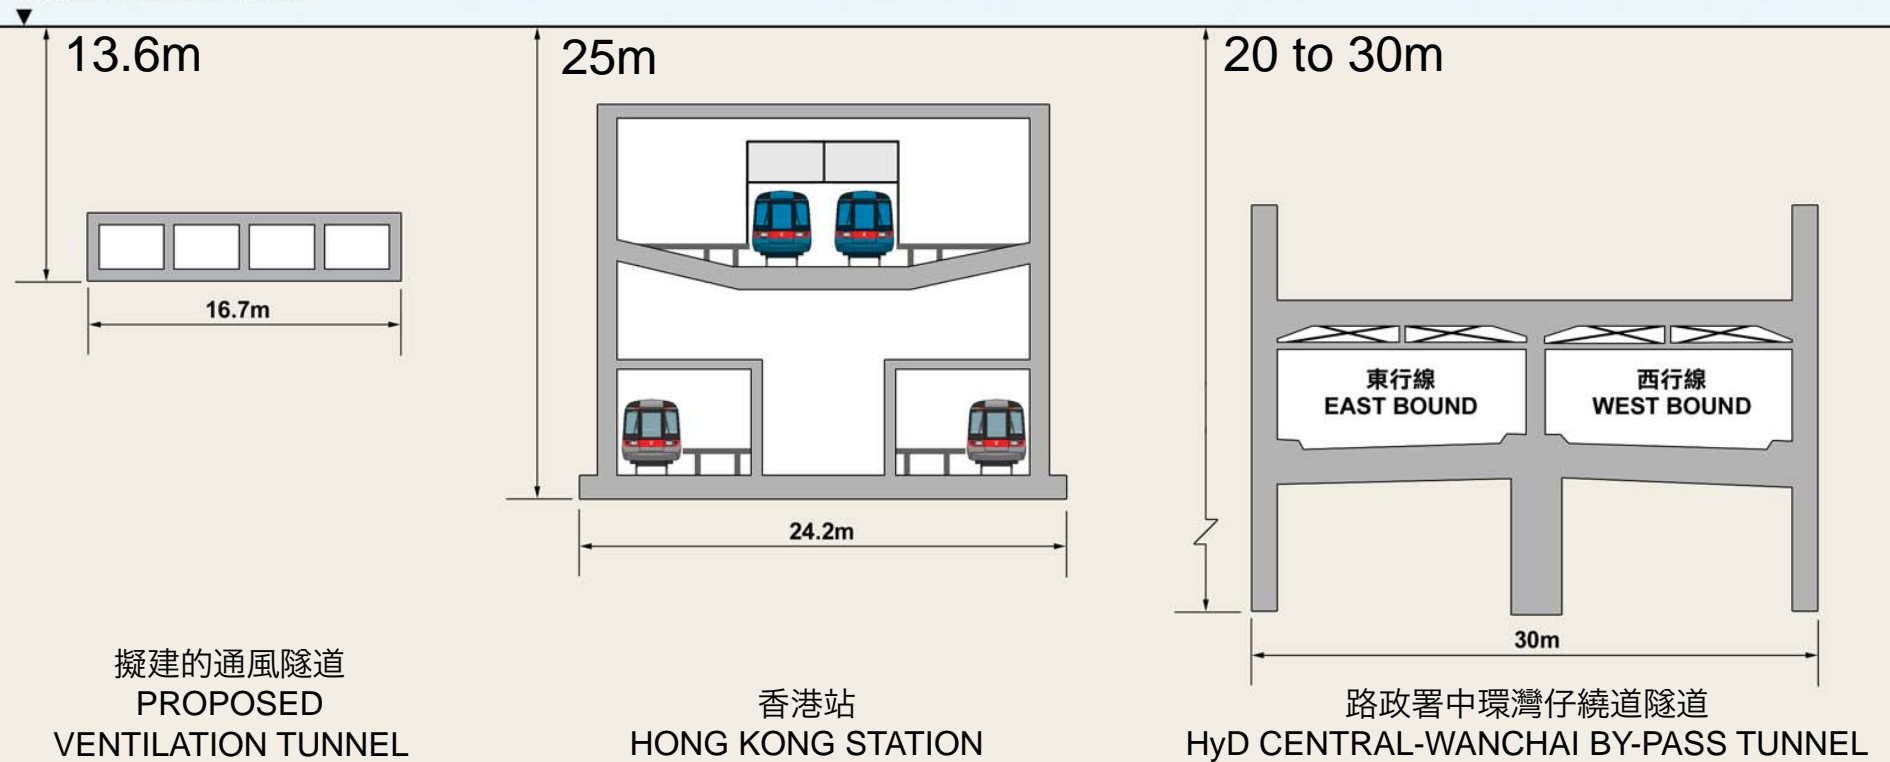 13.6m
25m
20 to 30m
16.7m
東行線
EAST BOUND
西行線
WEST BOUND
24.2m
30m
擬建的通風隧道
PROPOSED
VENTILATION TUNNEL
香港站
HONG KONG STATION
路政署中環灣仔繞道隧道
HyD CENTRAL-WANCHAI BY-PASS TUNNEL